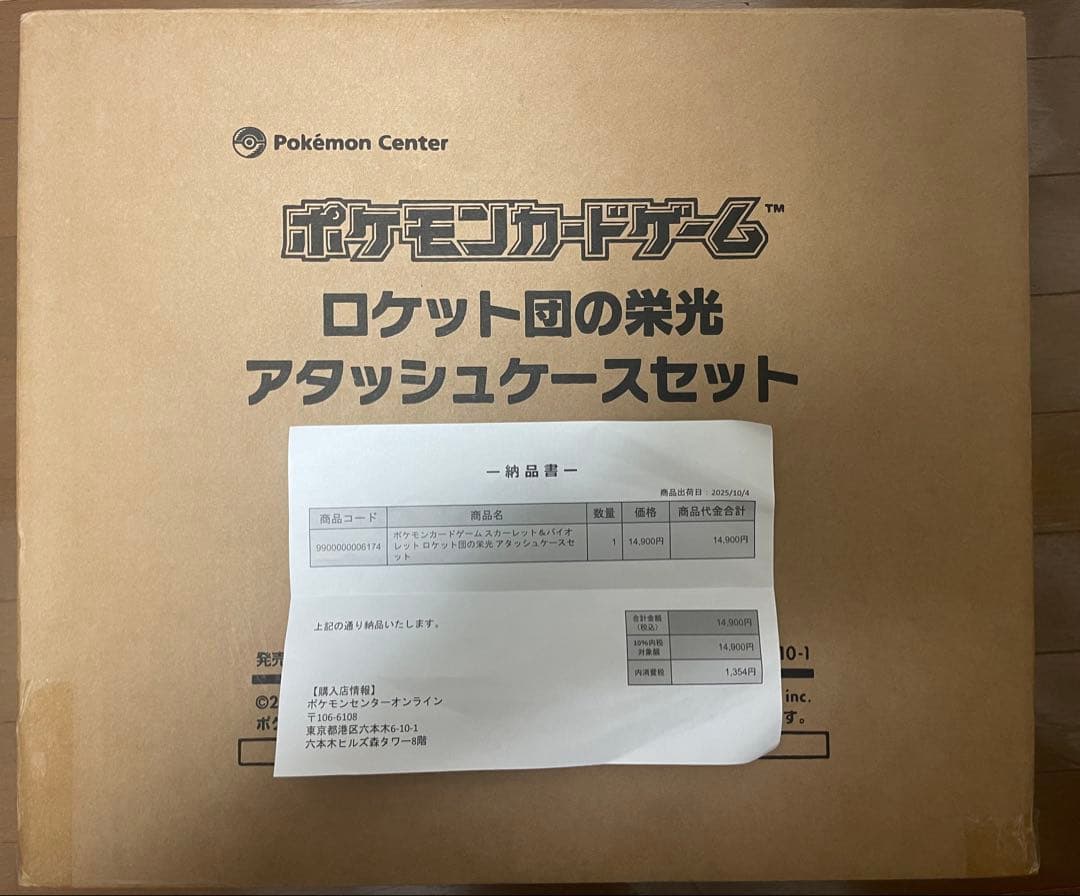 Pokémon Center
ポケモンカードゲーム™
ロケット団の栄光
アタッシュケースセット
－納品書－
商品出荷日：2025/10/4
商品コード 商品名 数量 価格 商品代金合計
9900000006174 ポケモンカードゲーム スカーレット&バイオ
レット ロケット団の栄光 アタッシュケースセ
ット 1 14,900円 14,900円
上記の通り納品いたします。
合計金額
(税込) 14,900円
10%内税
対象額 14,900円
内消費税 1,354円
【購入店情報】
ポケモンセンターオンライン
〒106-6108
東京都港区六本木6-10-1
六本木ヒルズ森タワー8階
発売 10-1
©2 inc.
ポケ す。